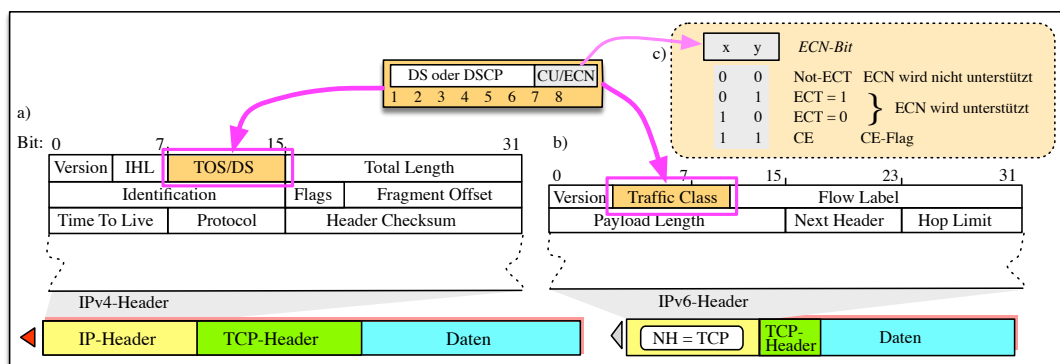 c)
x y ECN-Bit
0 0 Not-ECT ECN wird nicht unterstützt
0 1 ECT = 1
1 0 ECT = 0
} ECN wird unterstützt
1 1 CE CE-Flag
DS oder DSCP CU/ECN
1 2 3 4 5 6 7 8
a)
Bit: 0 7 15 31
Version IHL TOS/DS Total Length
Identification Flags Fragment Offset
Time To Live Protocol Header Checksum
IPv4-Header
IP-Header TCP-Header Daten
b)
0 7 15 23 31
Version Traffic Class Flow Label
Payload Length Next Header Hop Limit
IPv6-Header
NH = TCP TCP-
Header Daten